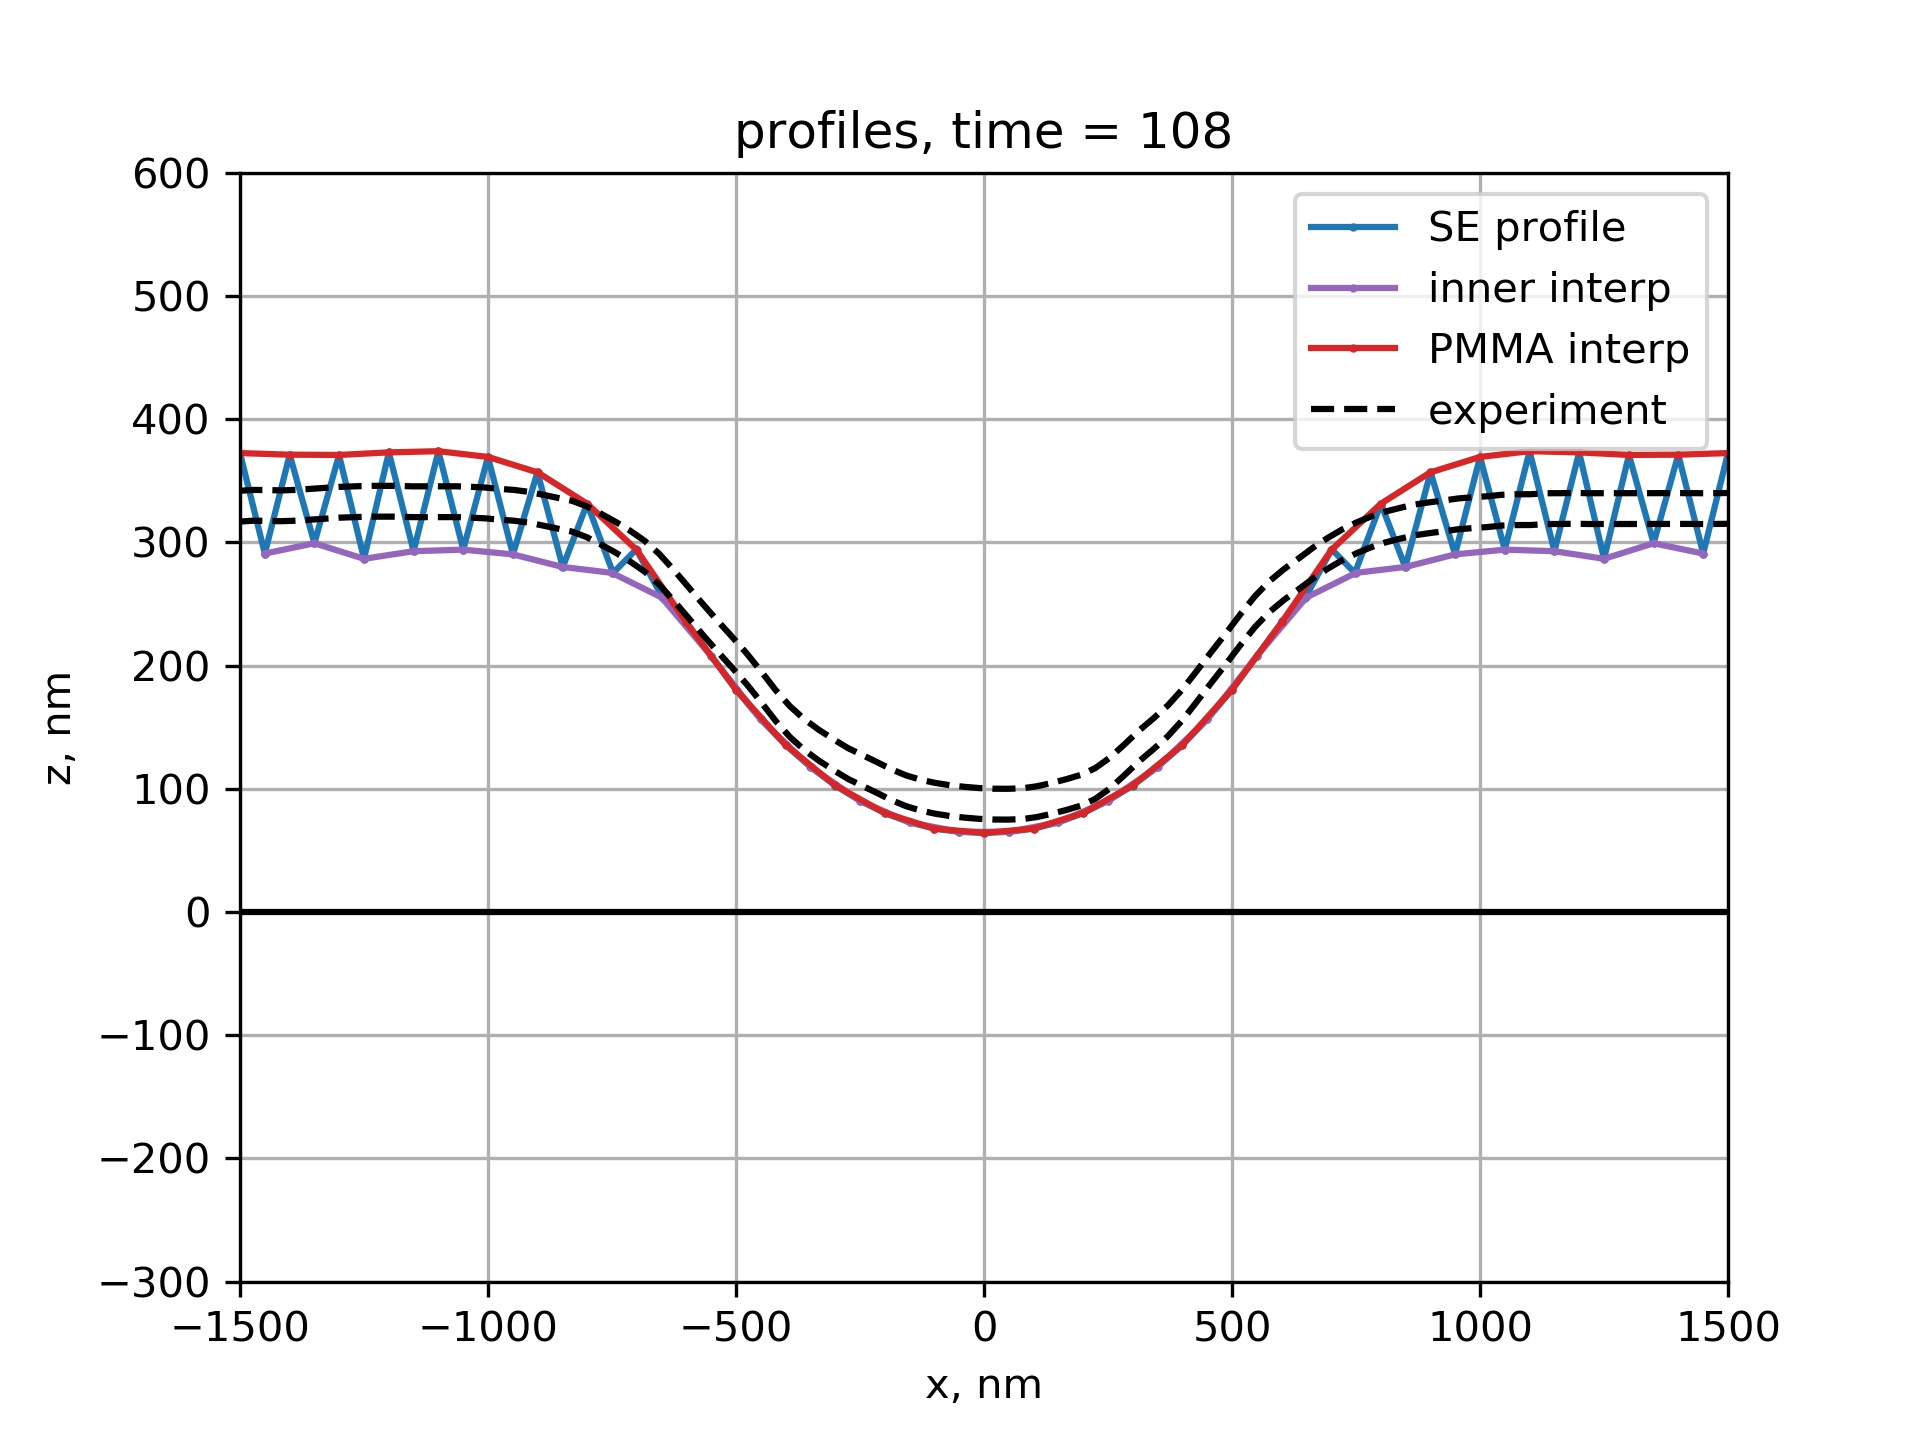 profiles, time = 108
600
500
400
300
200
100
0
−100
−200
−300
z, nm
SE profile
inner interp
PMMA interp
experiment
−1500 −1000 −500 0 500 1000 1500
x, nm